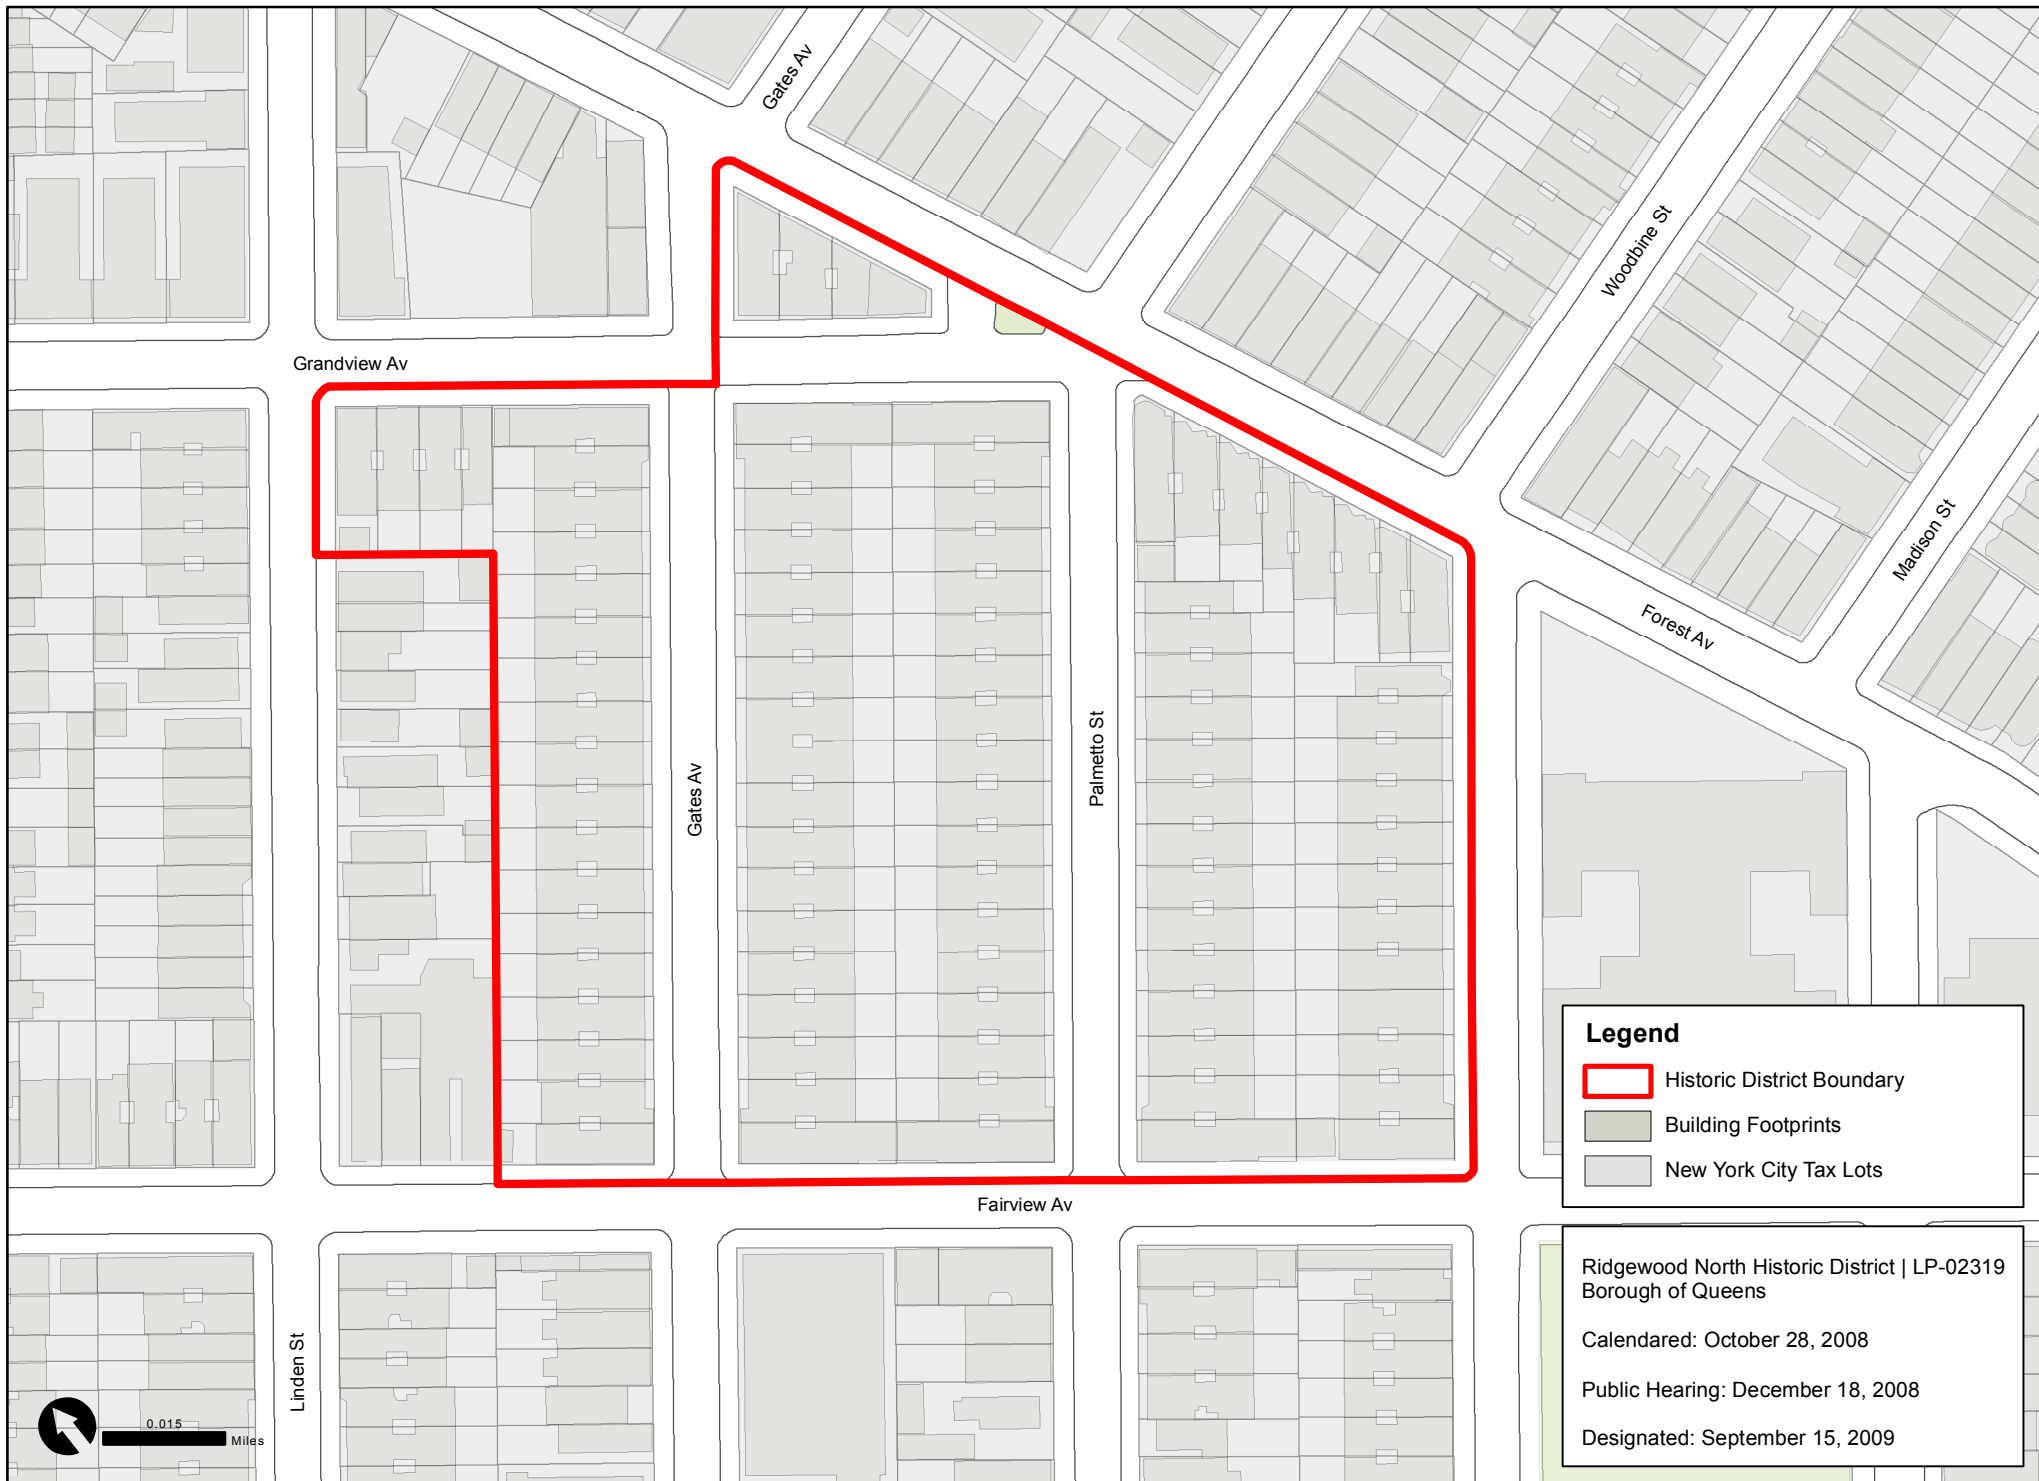 Gates Av
Woodbine St
Grandview Av
Madison St
Forest Av
Palmetto St
Gates Av
Fairview Av
Linden St
0.015
Miles
Legend
Historic District Boundary
Building Footprints
New York City Tax Lots
Ridgewood North Historic District | LP-02319
Borough of Queens
Calendared: October 28, 2008
Public Hearing: December 18, 2008
Designated: September 15, 2009